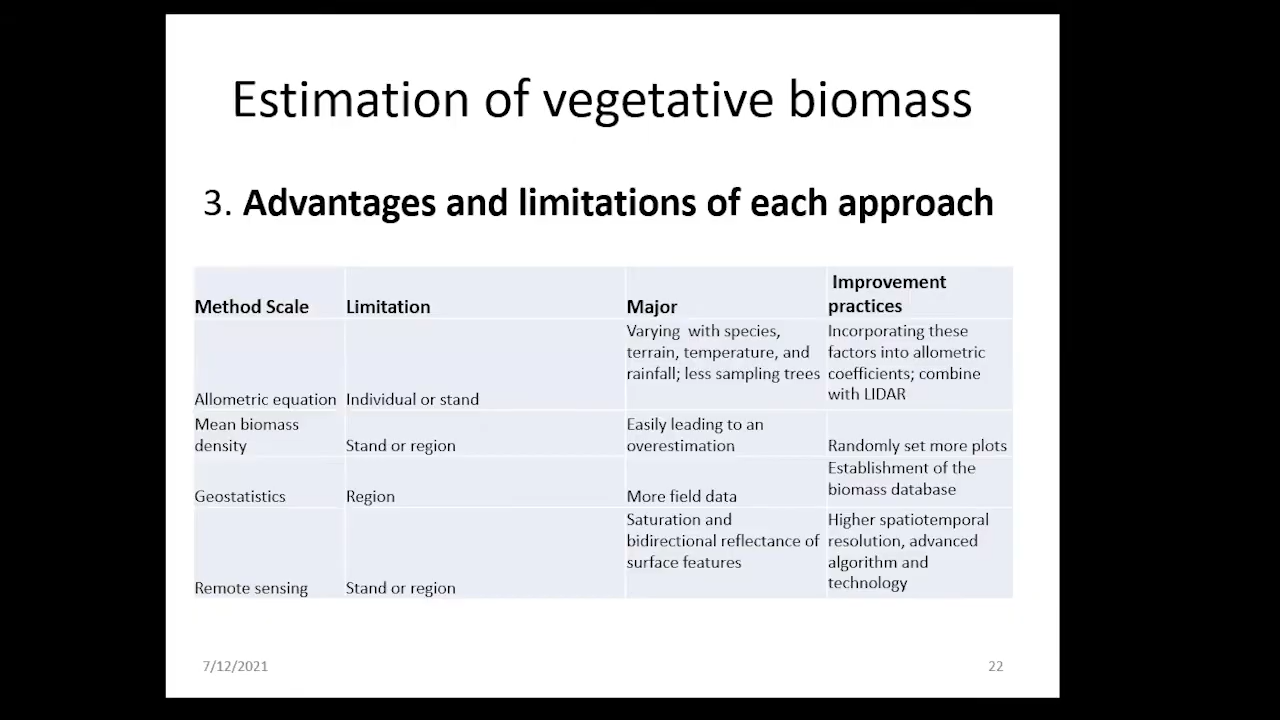 Estimation of vegetative biomass
3. Advantages and limitations of each approach
Method Scale
Limitation
Major
Improvement
practices
Allometric equation
Individual or stand
Varying with species,
terrain, temperature, and
rainfall; less sampling trees
Incorporating these
factors into allometric
coefficients; combine
with LIDAR
Mean biomass
density
Stand or region
Easily leading to an
overestimation
Randomly set more plots
Geostatistics
Region
More field data
Establishment of the
biomass database
Remote sensing
Stand or region
Saturation and
bidirectional reflectance of
surface features
Higher spatiotemporal
resolution, advanced
algorithm and
technology
7/12/2021
22